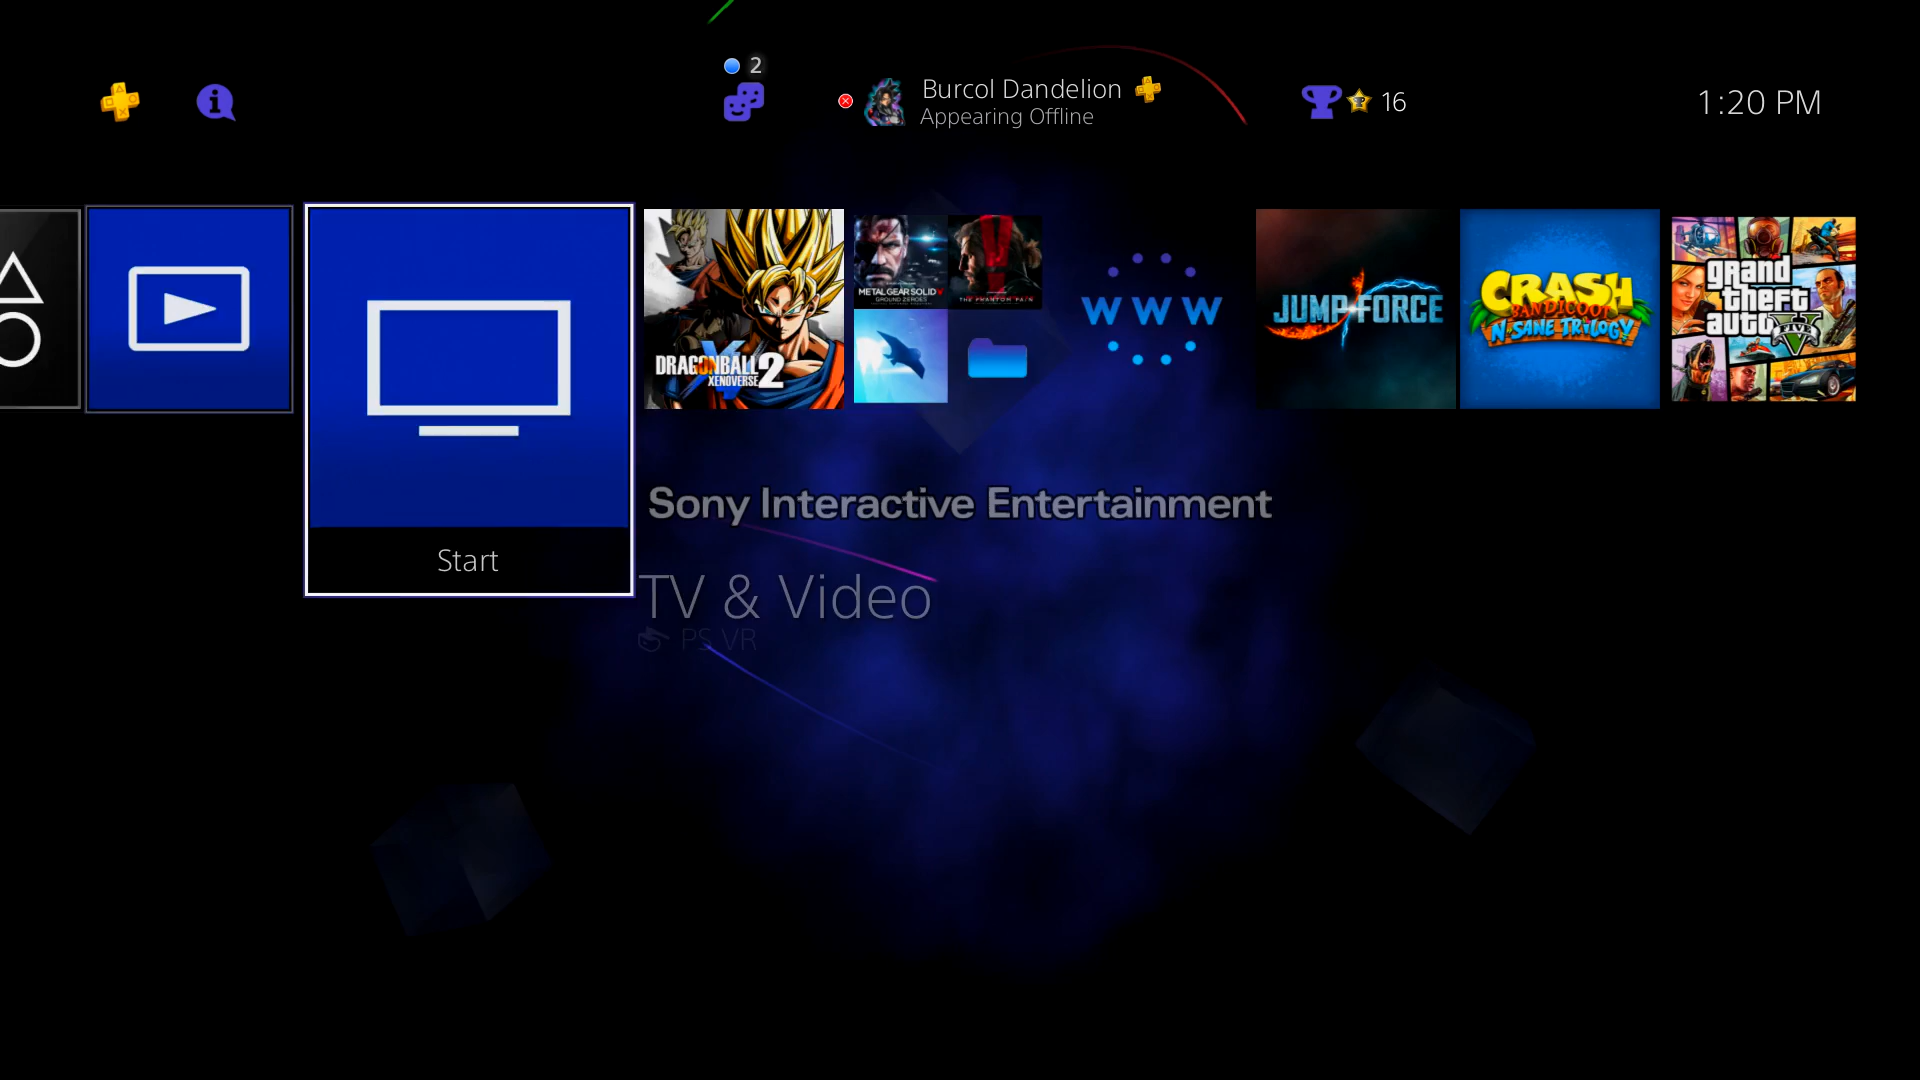 2
Burcol Dandelion
Appearing Offline
16
1:20 PM
Start
DRAGONBALL
XENOVERSE 2
METAL GEAR SOLID V
GROUND ZEROES
THE PHANTOM PAIN
WWW
JUMP FORCE
CRASH
BANDICOOT
N. SANE TRILOGY
grand
theft
auto
FIVE
Sony Interactive Entertainment
TV & Video
PS VR